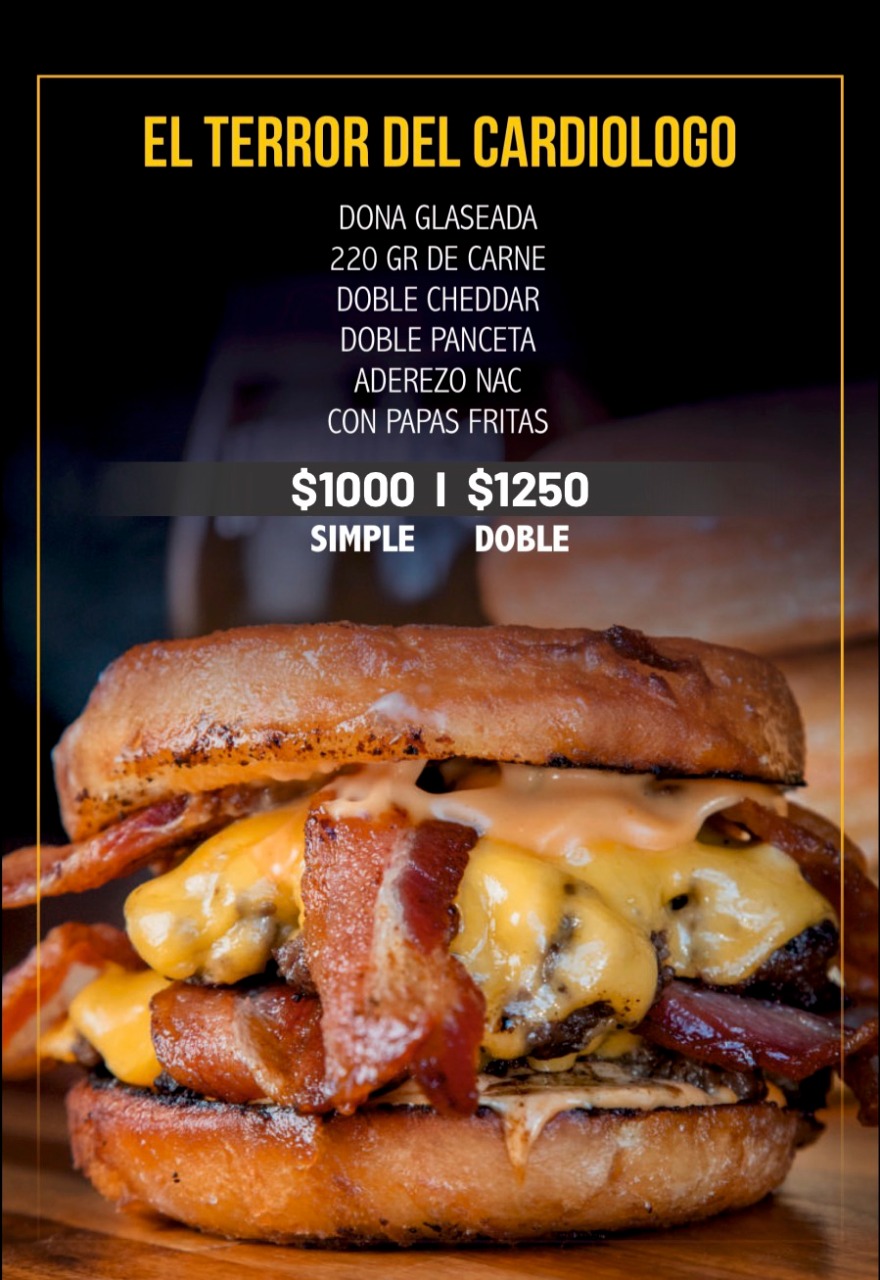 EL TERROR DEL CARDIOLOGO
DONA GLASEADA
220 GR DE CARNE
DOBLE CHEDDAR
DOBLE PANCETA
ADEREZO NAC
CON PAPAS FRITAS
$1000 | $1250
SIMPLE DOBLE